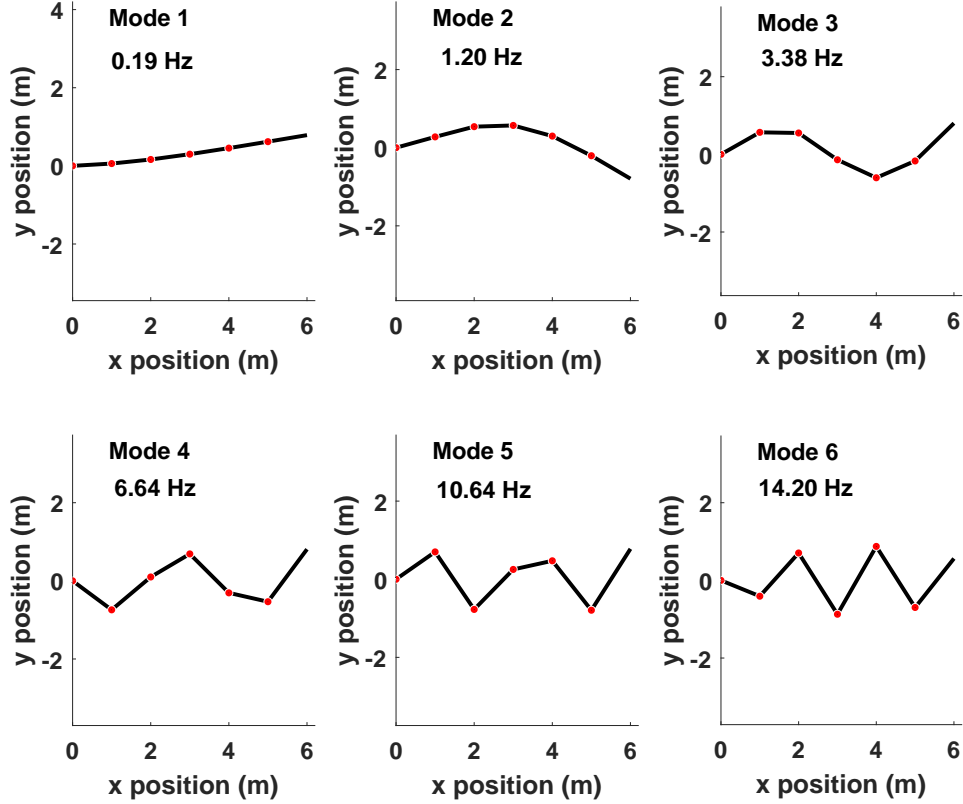 Mode 1
0.19 Hz
4
2
0
-2
y position (m)
0 2 4 6
x position (m)
Mode 2
1.20 Hz
2
0
-2
y position (m)
0 2 4 6
x position (m)
Mode 3
3.38 Hz
2
0
-2
y position (m)
0 2 4 6
x position (m)
Mode 4
6.64 Hz
2
0
-2
y position (m)
0 2 4 6
x position (m)
Mode 5
10.64 Hz
2
0
-2
y position (m)
0 2 4 6
x position (m)
Mode 6
14.20 Hz
2
0
-2
y position (m)
0 2 4 6
x position (m)